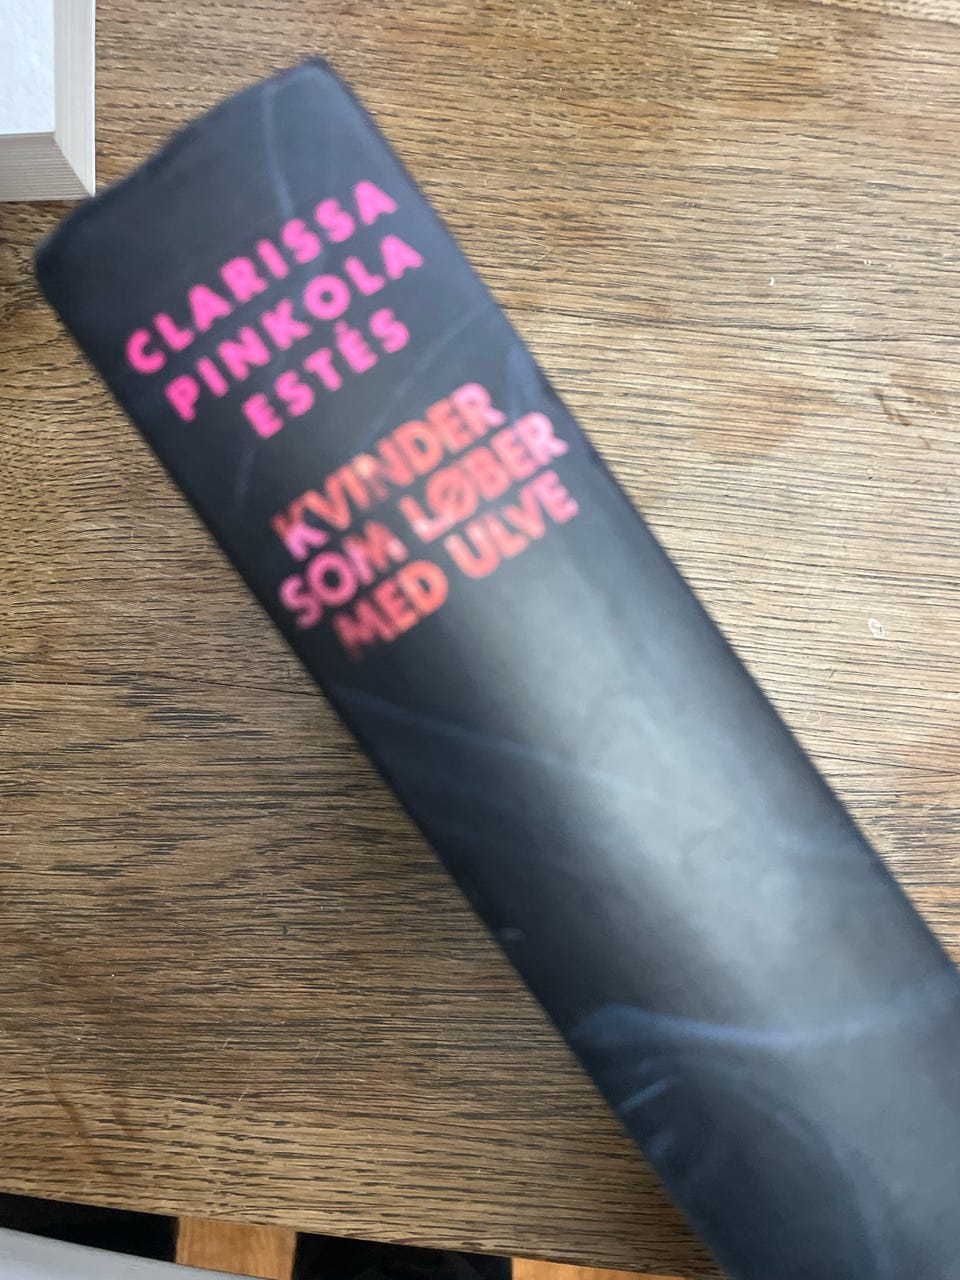 CLARISSA
PINKOLA
ESTÉS
KVINDER
SOM LØBER
MED ULVE